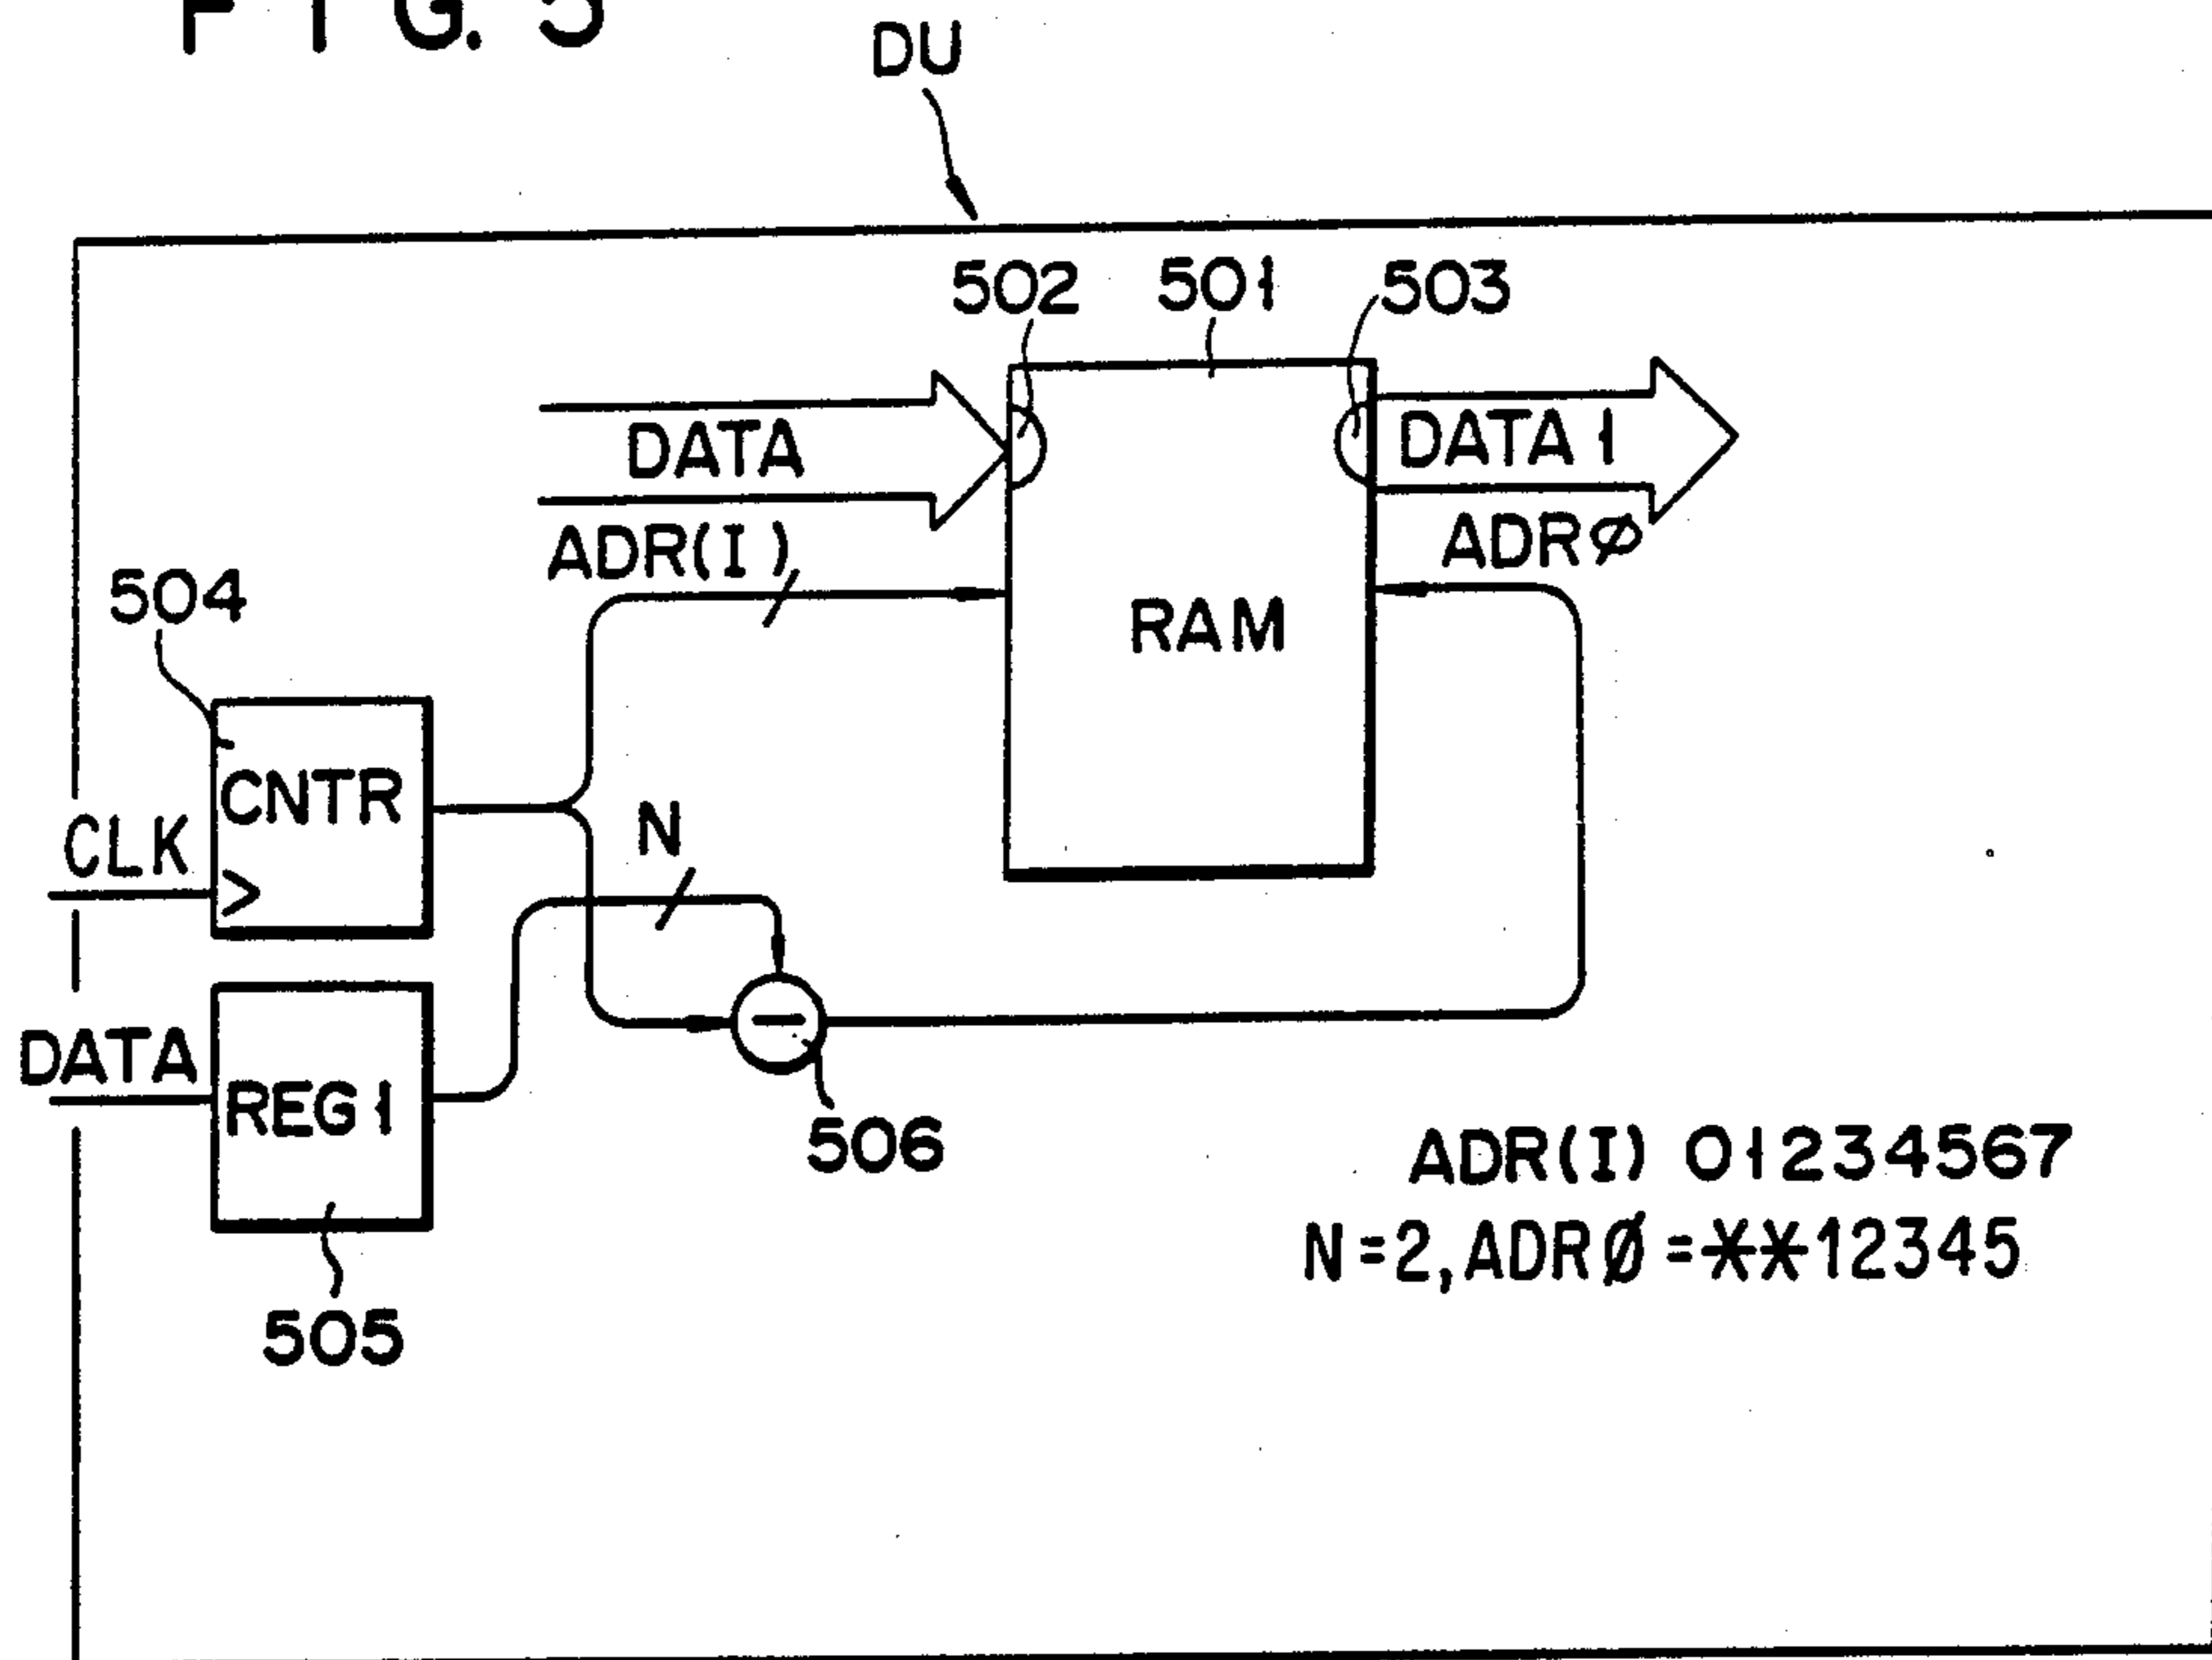 FIG. 5
DU
502 501 503
DATA
DATA 1
ADR(I)
ADRØ
504
RAM
CNTR
CLK
N
DATA
REG 1
506
505
ADR(I) 01234567
N=2, ADRØ=**12345